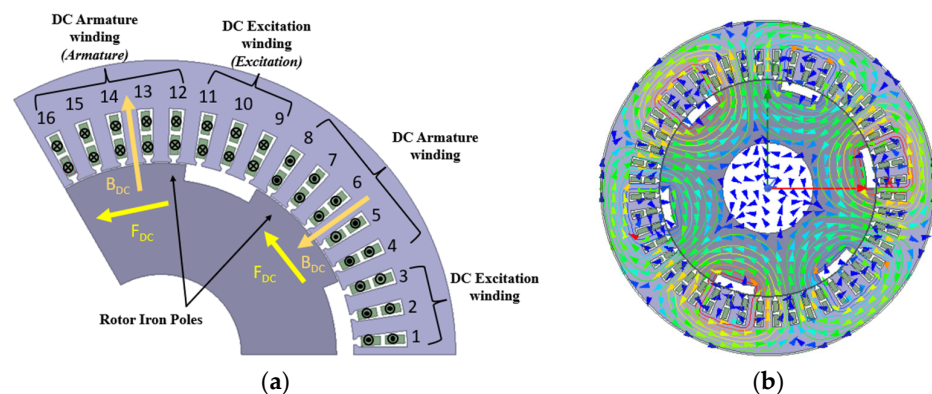 DC Armature
winding
(Armature)
DC Excitation
winding
(Excitation)
16
15
14
13
12
11
10
9
8
7
6
5
4
3
2
1
DC Armature
winding
DC Excitation
winding
B_DC
F_DC
B_DC
F_DC
Rotor Iron Poles
(a)
(b)